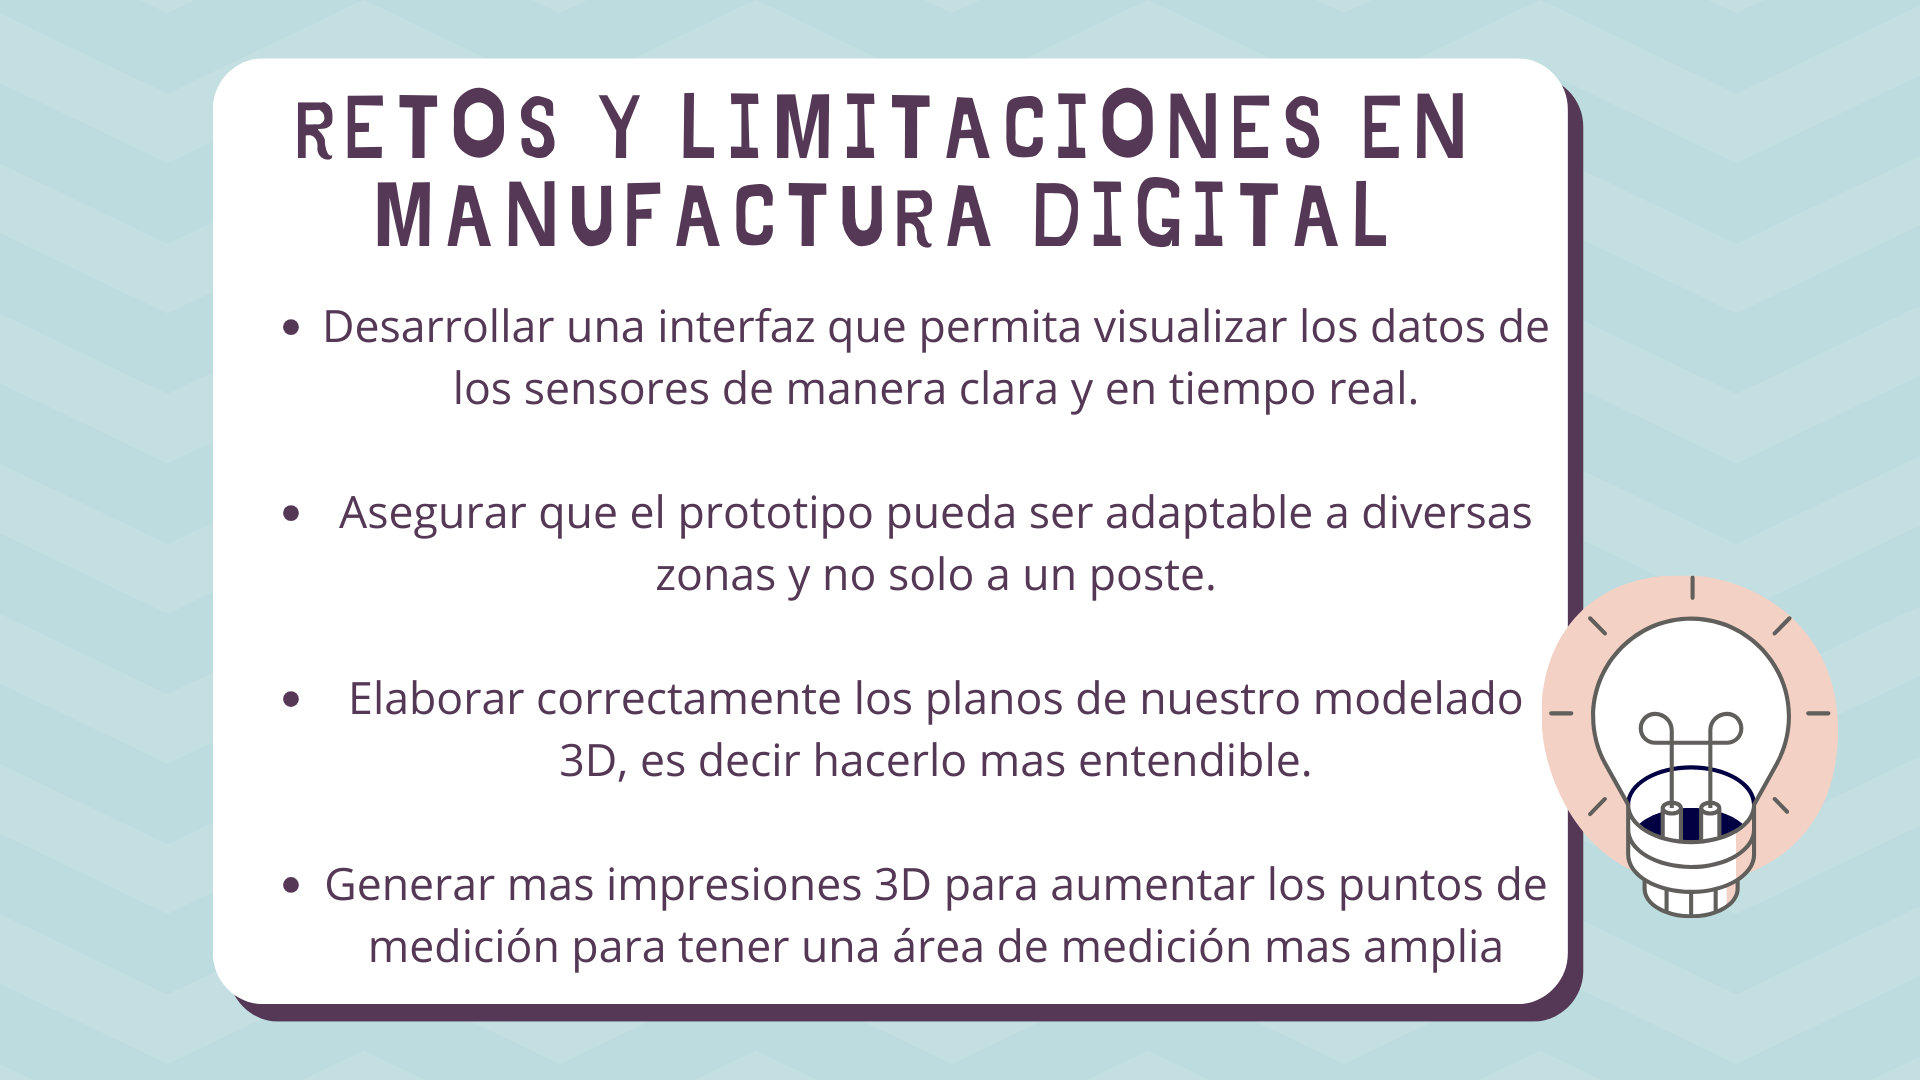 RETOS Y LIMITACIONES EN
MANUFACTURA DIGITAL
• Desarrollar una interfaz que permita visualizar los datos de
los sensores de manera clara y en tiempo real.
• Asegurar que el prototipo pueda ser adaptable a diversas
zonas y no solo a un poste.
• Elaborar correctamente los planos de nuestro modelado
3D, es decir hacerlo mas entendible.
• Generar mas impresiones 3D para aumentar los puntos de
medición para tener una área de medición mas amplia